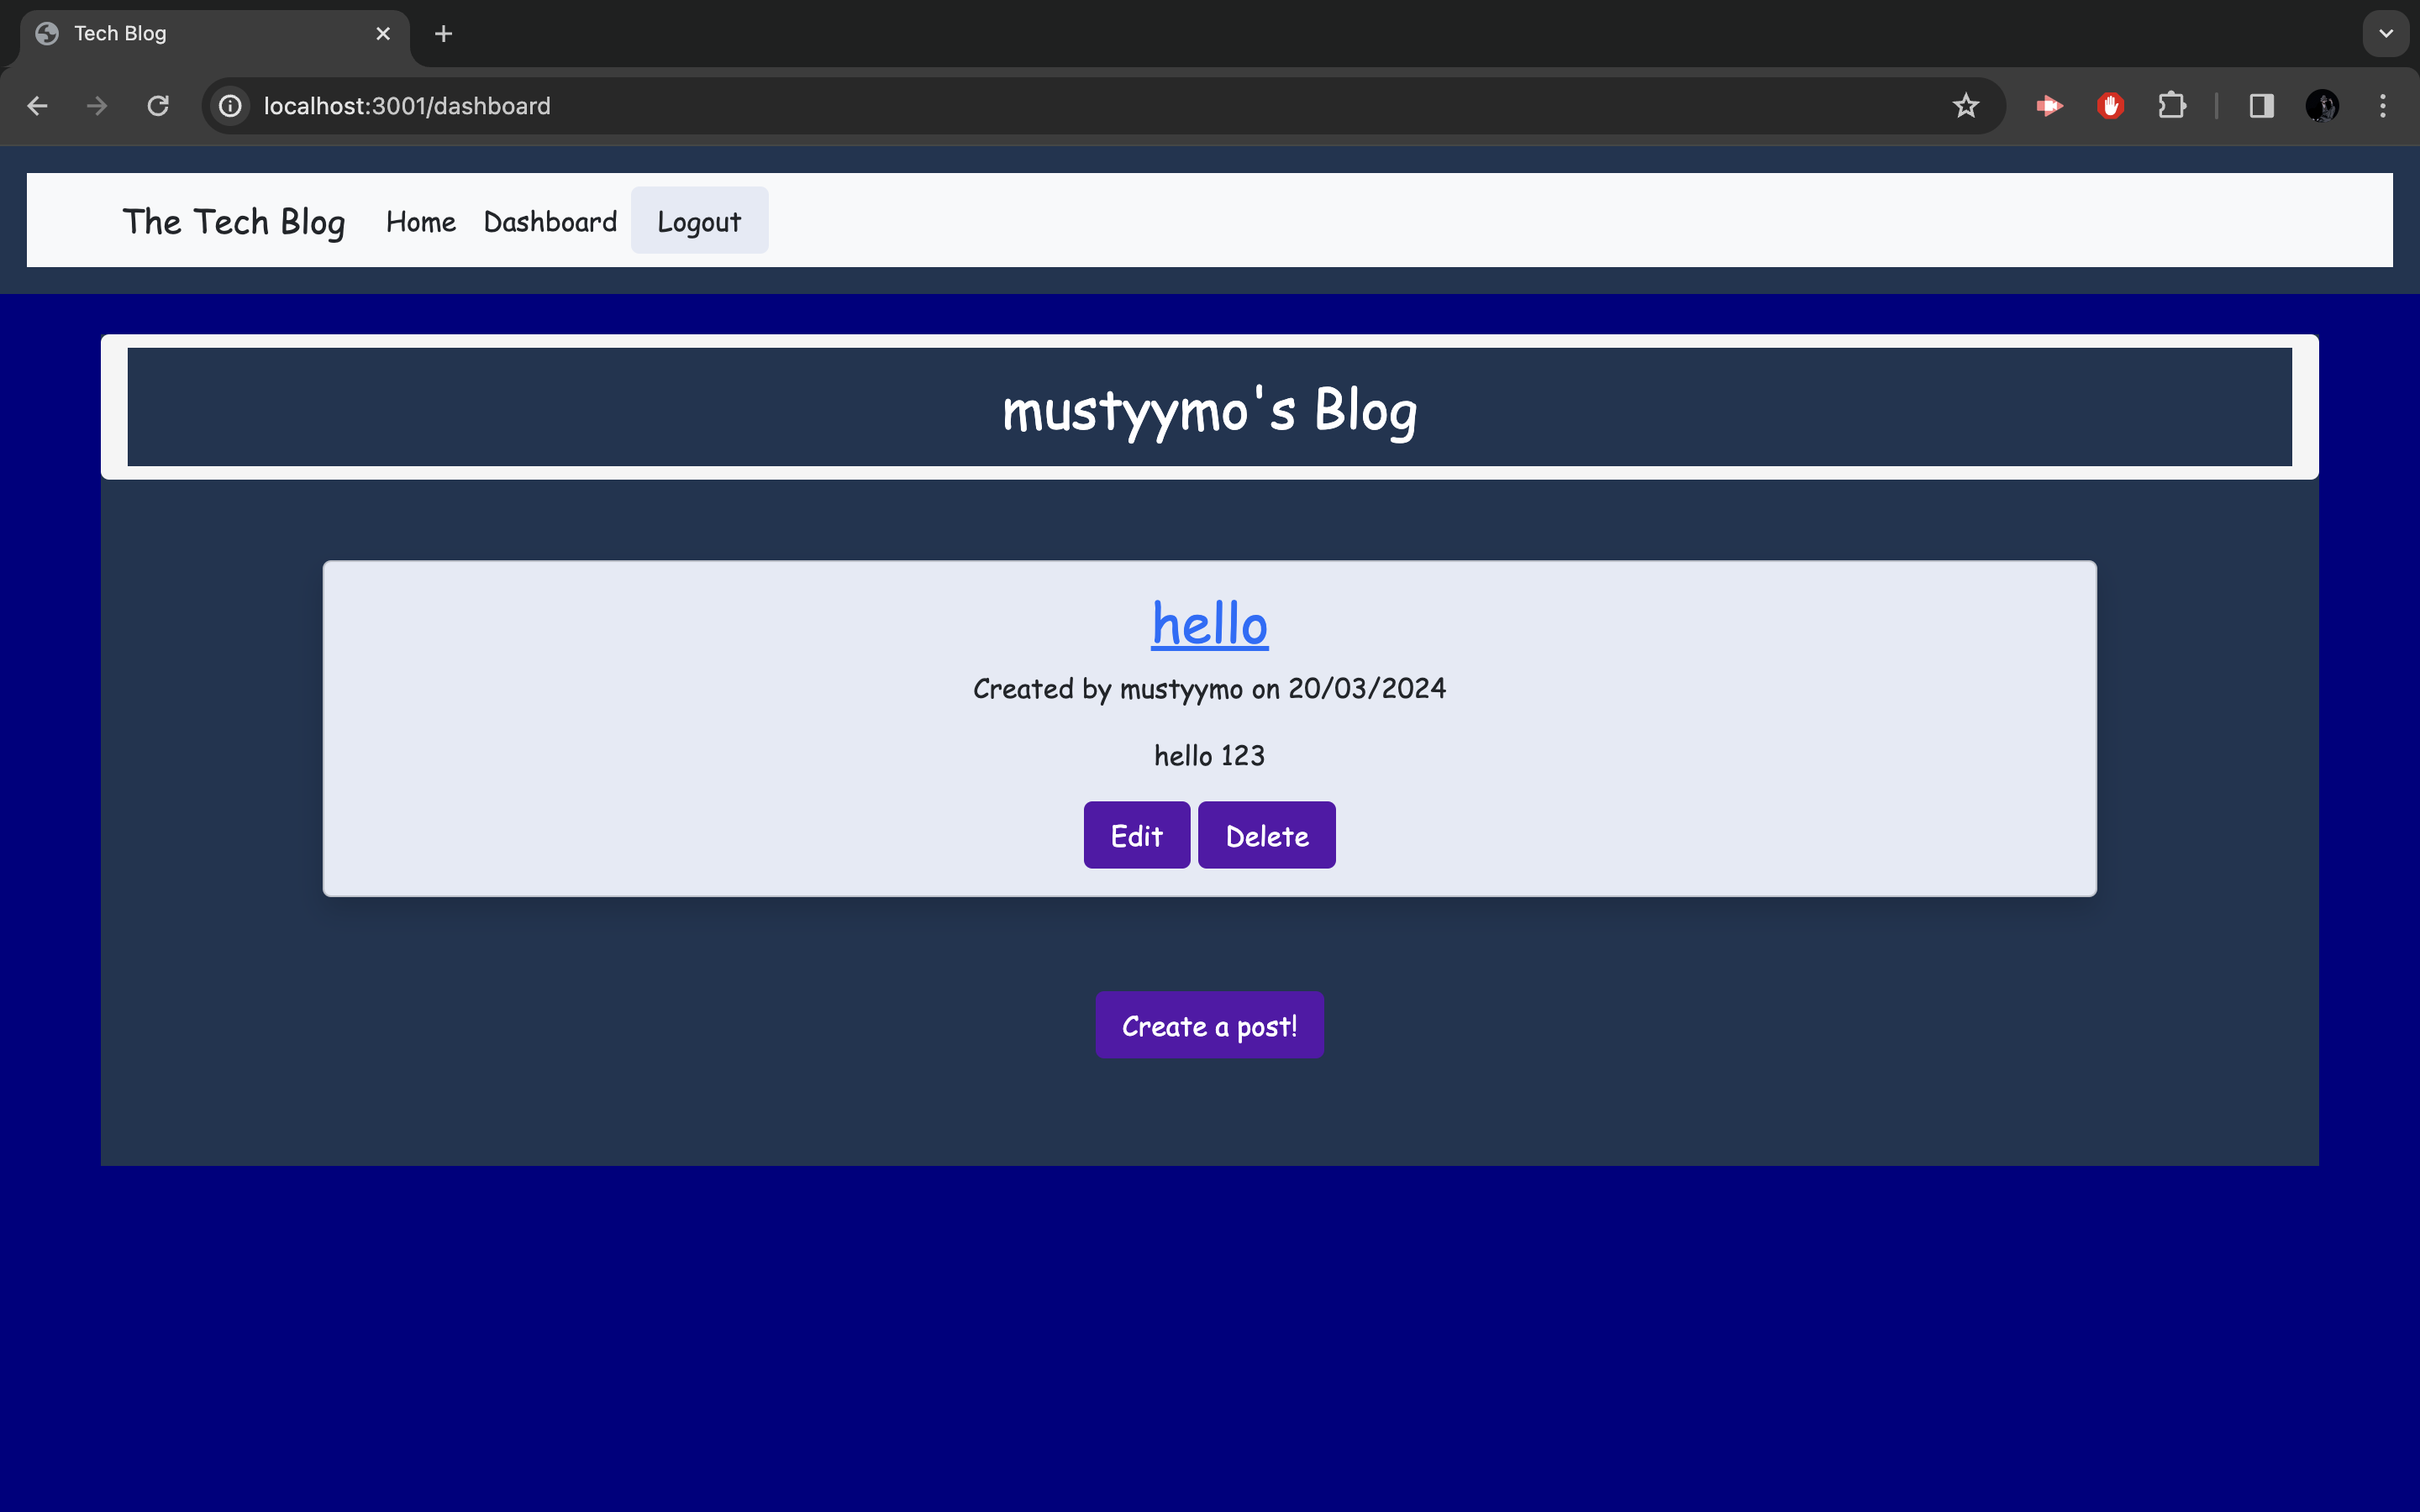 Tech Blog
localhost:3001/dashboard
The Tech Blog Home Dashboard Logout
mustyymo's Blog
hello
Created by mustyymo on 20/03/2024
hello 123
Edit Delete
Create a post!